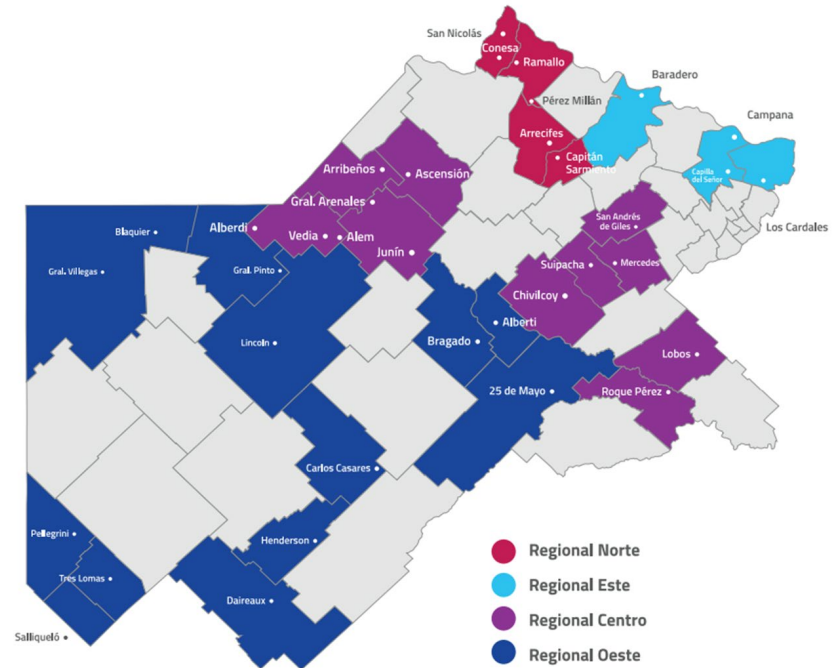 San Nicolás
Conesa
Ramallo
Baradero
Pérez Millán
Campana
Arrecifes
Capitán
Sarmiento
Arribeños
Ascensión
Capilla
del Señor
Gral. Arenales
San Andrés
de Giles
Los Cardales
Blaquier
Alberdi
Vedia
Alem
Junín
Suipacha
Mercedes
Gral. Villegas
Gral. Pinto
Chivilcoy
Alberti
Lincoln
Bragado
Lobos
25 de Mayo
Roque Pérez
Carlos Casares
Pellegrini
Henderson
Regional Norte
Tres Lomas
Regional Este
Daireaux
Regional Centro
Salliqueló
Regional Oeste